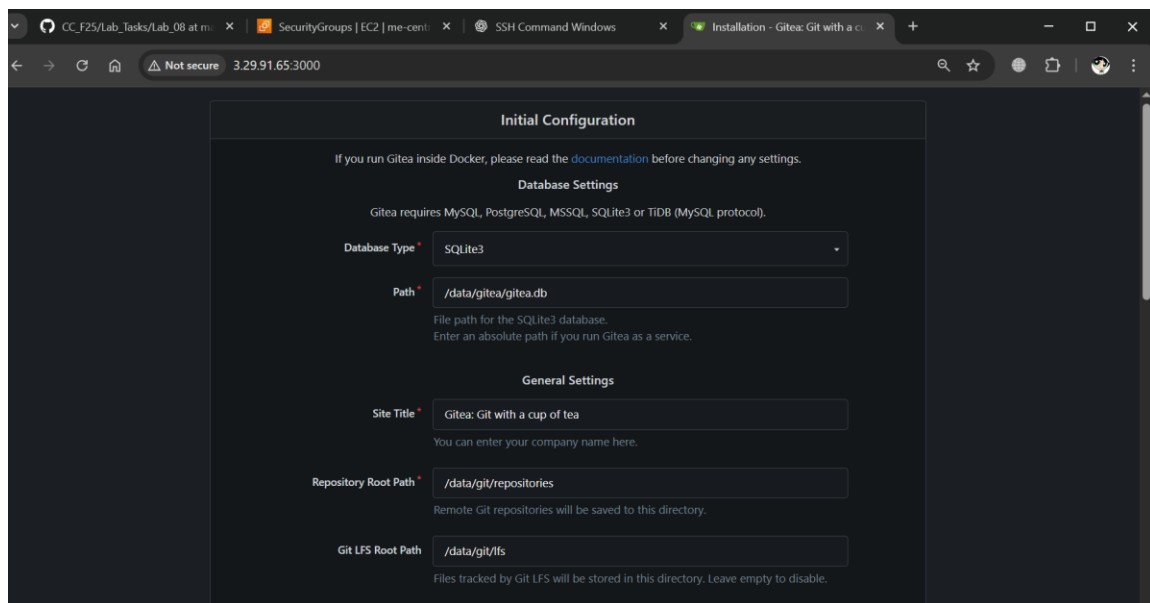 CC_F25/Lab_Tasks/Lab_08 at ma
SecurityGroups | EC2 | me-centr
SSH Command Windows
Installation - Gitea: Git with a cu
Not secure 3.29.91.65:3000
Initial Configuration
If you run Gitea inside Docker, please read the documentation before changing any settings.
Database Settings
Gitea requires MySQL, PostgreSQL, MSSQL, SQLite3 or TiDB (MySQL protocol).
Database Type*
SQLite3
Path*
/data/gitea/gitea.db
File path for the SQLite3 database.
Enter an absolute path if you run Gitea as a service.
General Settings
Site Title*
Gitea: Git with a cup of tea
You can enter your company name here.
Repository Root Path*
/data/git/repositories
Remote Git repositories will be saved to this directory.
Git LFS Root Path
/data/git/lfs
Files tracked by Git LFS will be stored in this directory. Leave empty to disable.